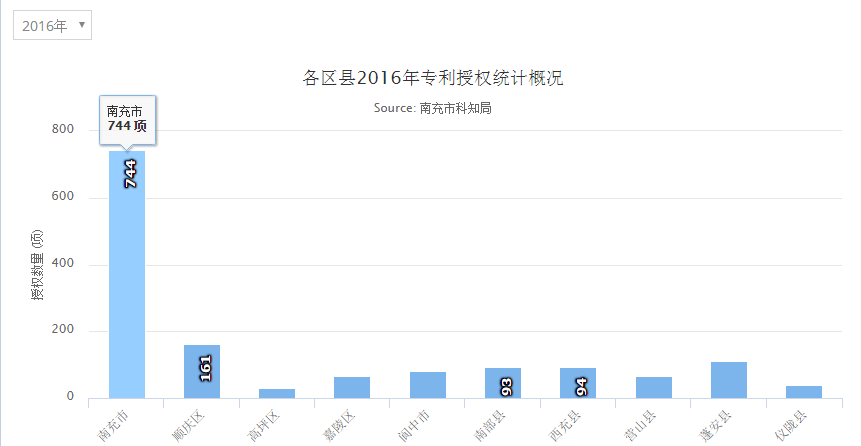 2016年
各区县2016年专利授权统计概况
Source: 南充市科知局
南充市
744 项
授权数量 (项)
800
600
400
200
0
744
161
93
94
南充市
顺庆区
高坪区
嘉陵区
阆中市
南部县
西充县
营山县
蓬安县
仪陇县